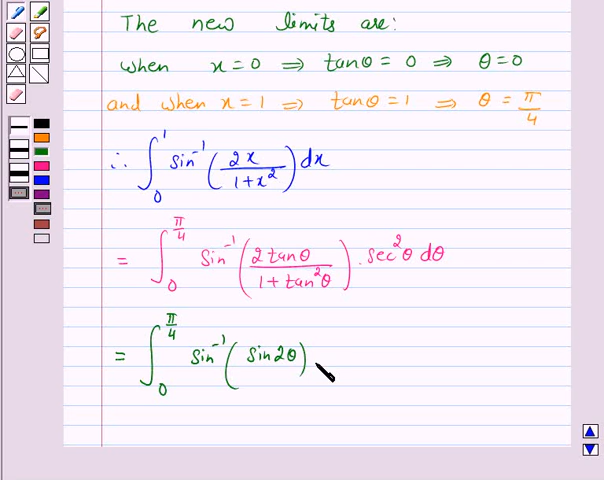 The new limits are:
when x = 0 ⟹ tanθ = 0 ⟹ θ = 0
and when x = 1 ⟹ tanθ = 1 ⟹ θ = π/4
∴ ∫₀¹ sin⁻¹(2x/(1+x²)) dx
= ∫₀^(π/4) sin⁻¹(2tanθ/(1+tan²θ)) . sec²θ dθ
= ∫₀^(π/4) sin⁻¹(sin2θ)